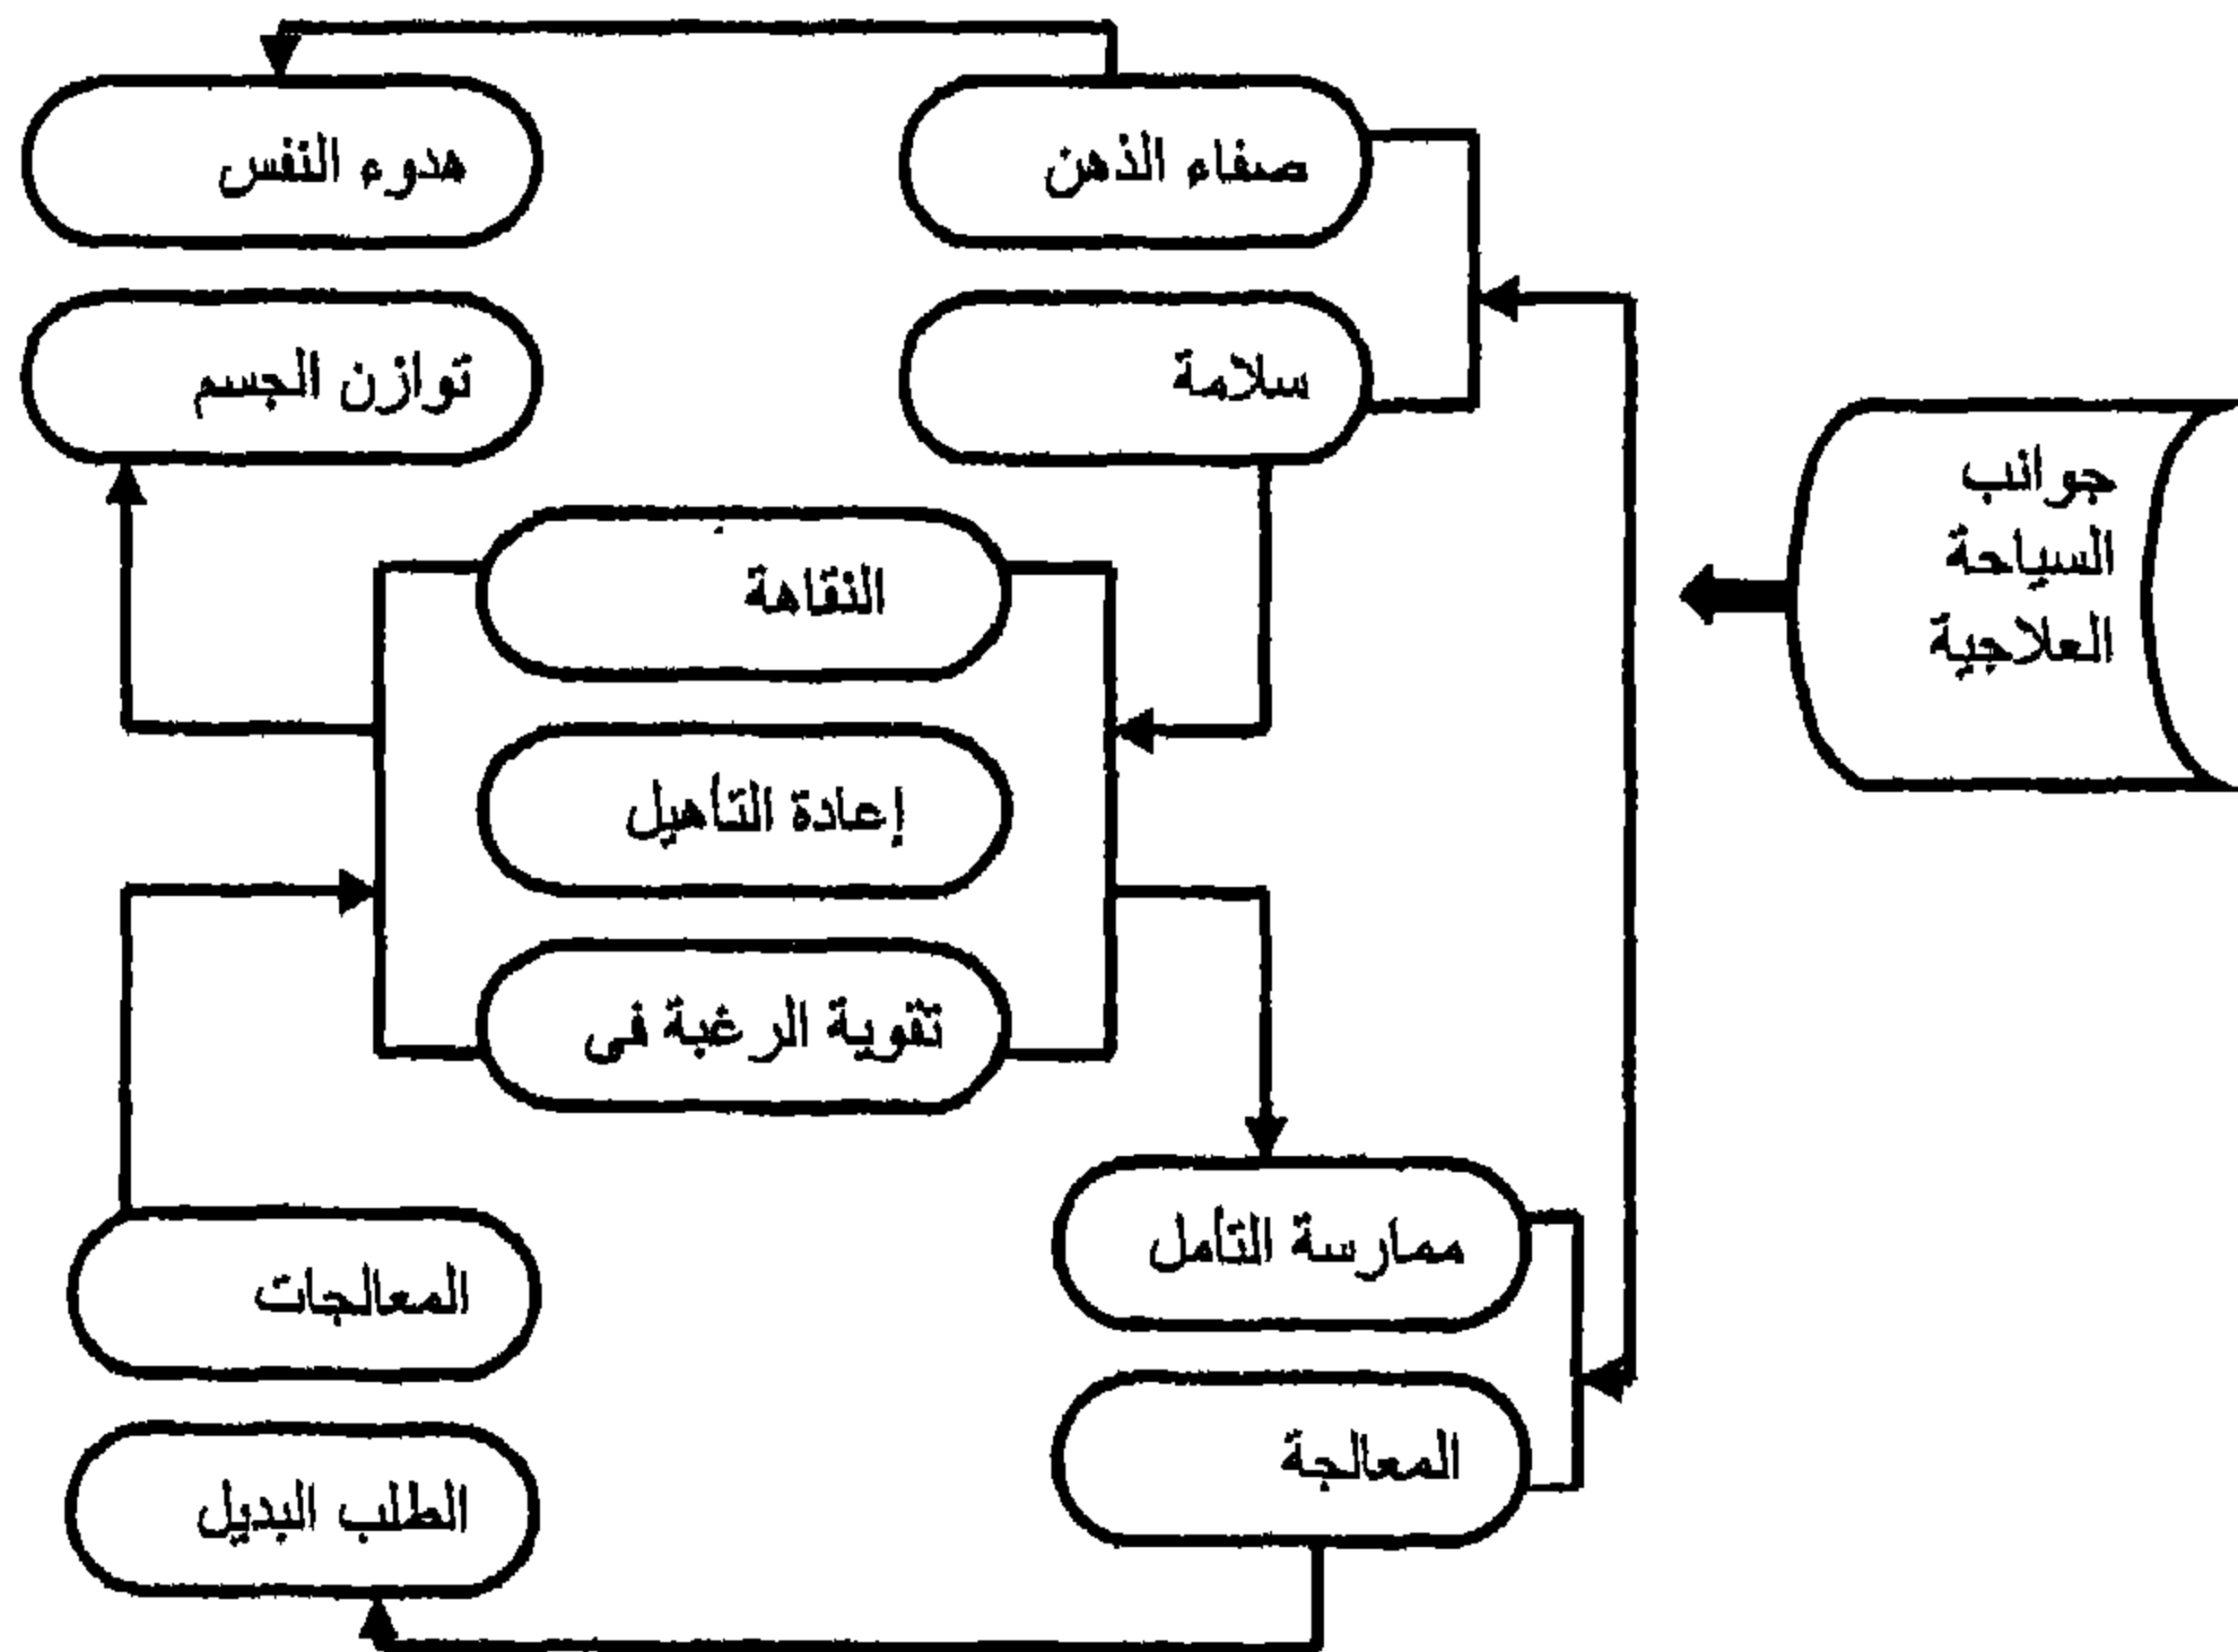 جوانب
السياحة
العلاجية
صفاء الذهن
هدوء النفس
سلامة
توازن الجسم
النقاهة
إعادة التأهيل
تقوية الرغبة فى
ممارسة التأمل
المعالجات
المعالجة
الطلب البديل